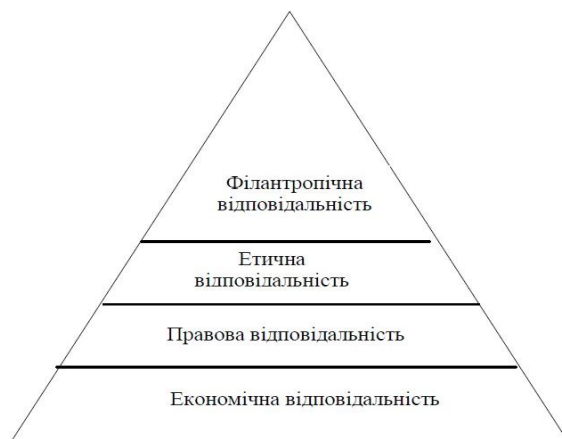 Філантропічна
відповідальність
Етична
відповідальність
Правова відповідальність
Економічна відповідальність